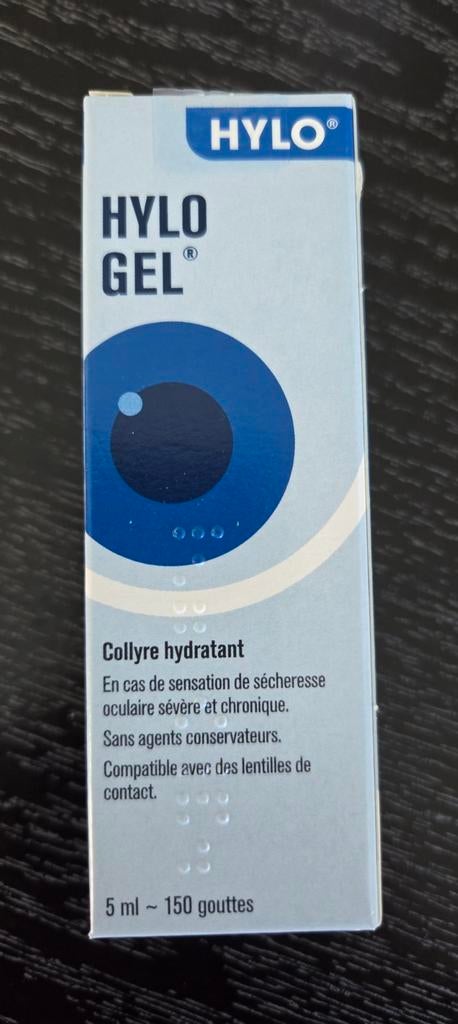 HYLO®
HYLO
GEL®
Collyre hydratant
En cas de sensation de sécheresse
oculaire sévère et chronique.
Sans agents conservateurs.
Compatible avec des lentilles de
contact.
5 ml ~ 150 gouttes